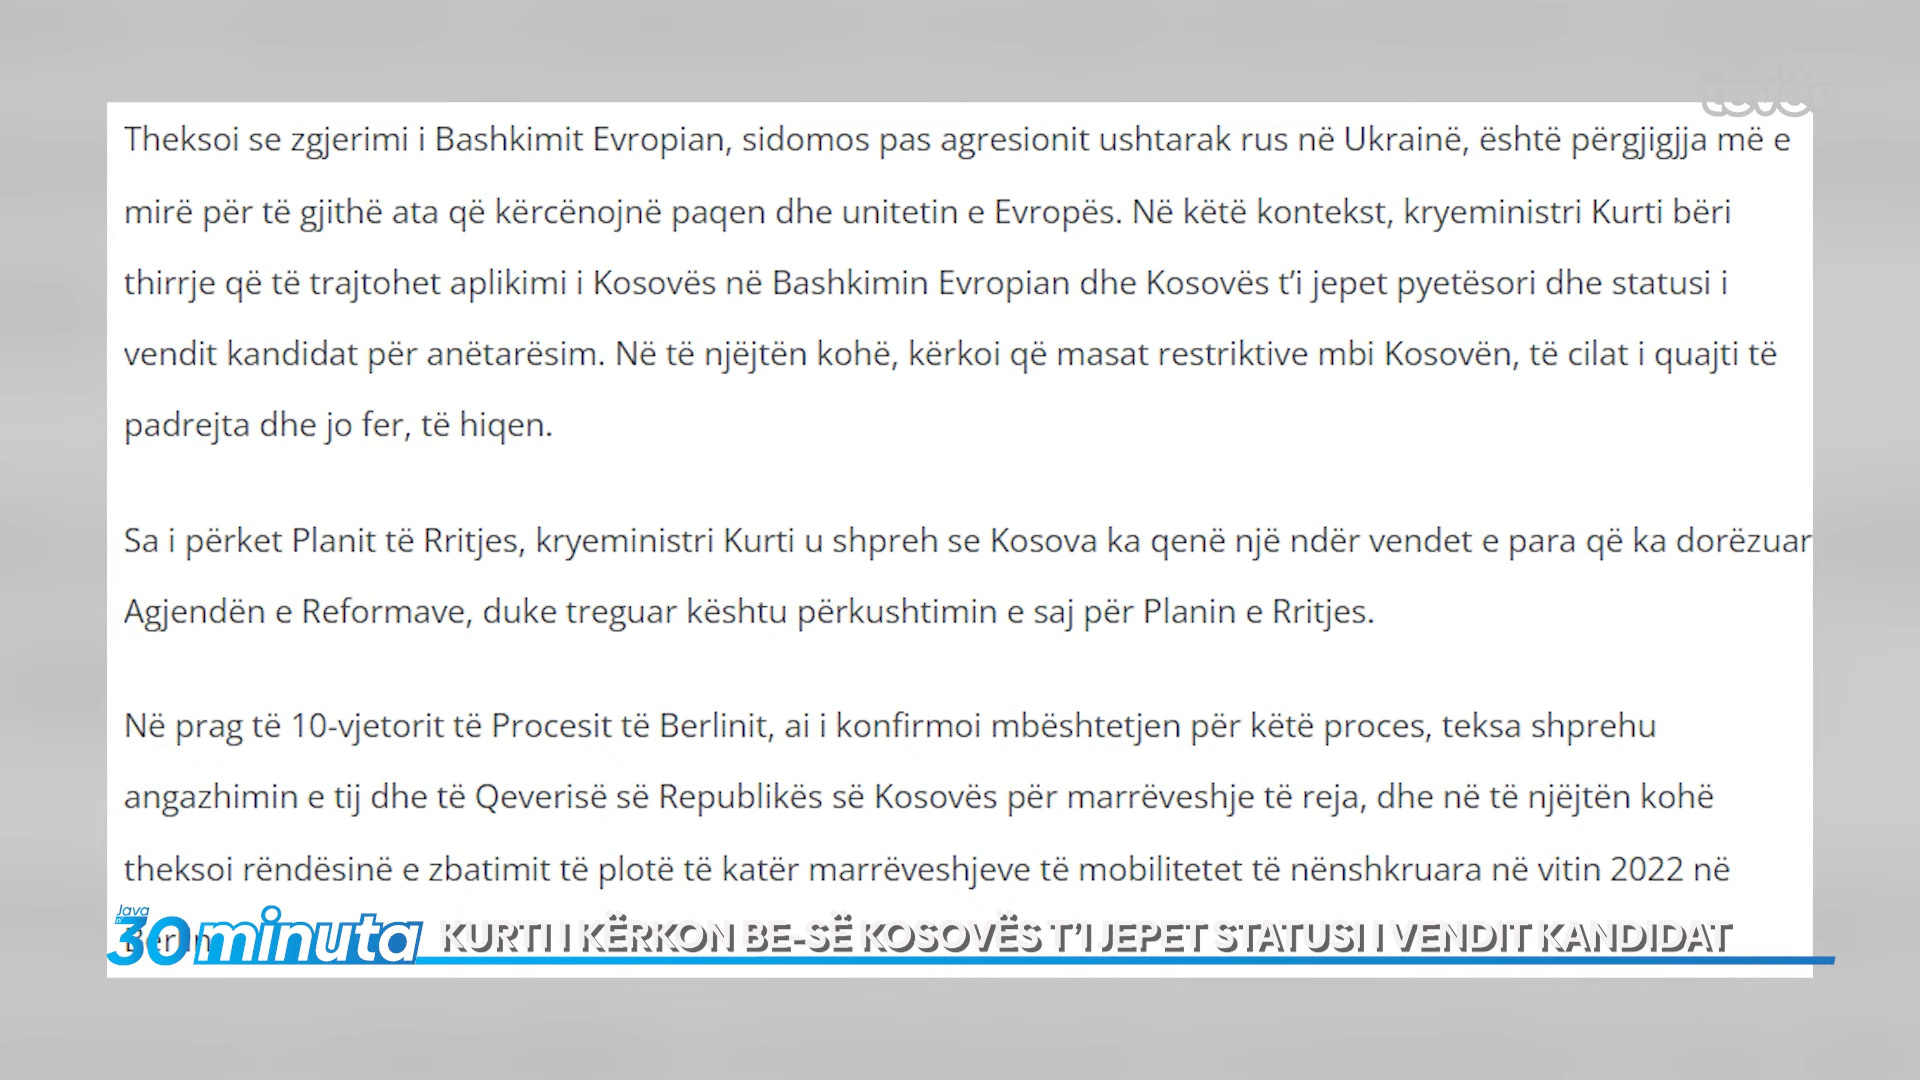 Theksoi se zgjerimi i Bashkimit Evropian, sidomos pas agresionit ushtarak rus në Ukrainë, është përgjigjja më e
mirë për të gjithë ata që kërcënojnë paqen dhe unitetin e Evropës. Në këtë kontekst, kryeministri Kurti bëri
thirrje që të trajtohet aplikimi i Kosovës në Bashkimin Evropian dhe Kosovës t’i jepet pyetësori dhe statusi i
vendit kandidat për anëtarësim. Në të njëjtën kohë, kërkoi që masat restriktive mbi Kosovën, të cilat i quajti të
padrejta dhe jo fer, të hiqen.
Sa i përket Planit të Rritjes, kryeministri Kurti u shpreh se Kosova ka qenë një ndër vendet e para që ka dorëzuar
Agjendën e Reformave, duke treguar kështu përkushtimin e saj për Planin e Rritjes.
Në prag të 10-vjetorit të Procesit të Berlinit, ai i konfirmoi mbështetjen për këtë proces, teksa shprehu
angazhimin e tij dhe të Qeverisë së Republikës së Kosovës për marrëveshje të reja, dhe në të njëjtën kohë
theksoi rëndësinë e zbatimit të plotë të katër marrëveshjeve të mobilitetet të nënshkruara në vitin 2022 në
Java
30 minuta KURTI I KËRKON BE-SË KOSOVËS T’I JEPET STATUSI I VENDIT KANDIDAT